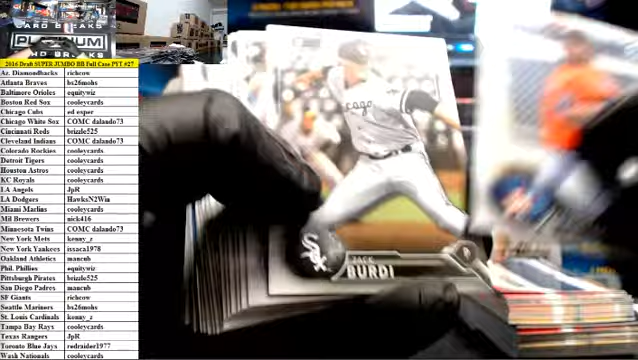 CARD BREAKS
PLATINUM
2016 Draft SUPER JUMBO BB Full Case PYT #27
Az. Diamondbacks richcow
Atlanta Braves bs26mohs
Baltimore Orioles equitywiz
Boston Red Sox cooleycards
Chicago Cubs ed esper
Chicago White Sox COMC dalando73
Cincinnati Reds brizzle525
Cleveland Indians COMC dalando73
Colorado Rockies cooleycards
Detroit Tigers cooleycards
Houston Astros cooleycards
KC Royals cooleycards
LA Angels JpR
LA Dodgers HawksN2Win
Miami Marlins cooleycards
Mil Brewers nick416
Minnesota Twins COMC dalando73
New York Mets kenny_z
New York Yankees issaca1978
Oakland Athletics mancub
Phil. Phillies equitywiz
Pittsburgh Pirates brizzle525
San Diego Padres mancub
SF Giants richcow
Seattle Mariners bs26mohs
St. Louis Cardinals kenny_z
Tampa Bay Rays cooleycards
Texas Rangers JpR
Toronto Blue Jays redraider1977
Wash Nationals cooleycards
SOX
ZACK
BURDI